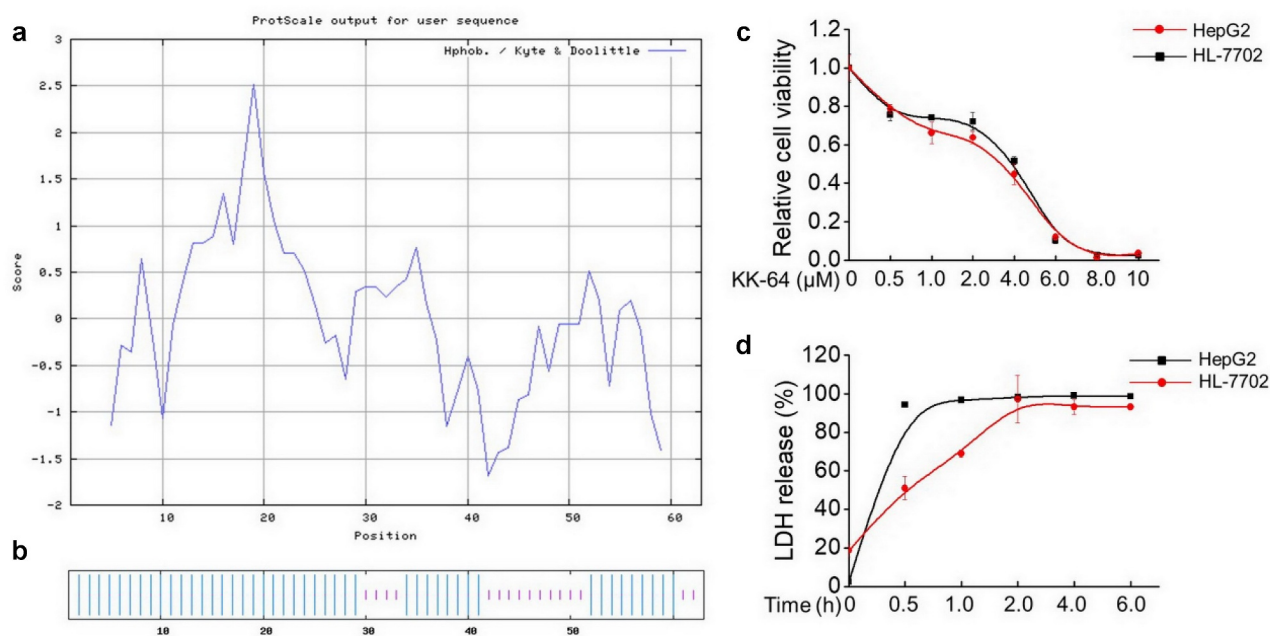 a
ProtScale output for user sequence
Hphob. / Kyte & Doolittle
3
2.5
2
1.5
1
0.5
0
-0.5
-1
-1.5
-2
Score
10 20 30 40 50 60
Position
b
10 20 30 40 50
c
HepG2
HL-7702
1.2
1.0
0.8
0.6
0.4
0.2
0.0
Relative cell viability
KK-64 (µM) 0 0.5 1.0 2.0 4.0 6.0 8.0 10
d
HepG2
HL-7702
120
100
80
60
40
20
0
LDH release (%)
Time (h) 0 0.5 1.0 2.0 4.0 6.0